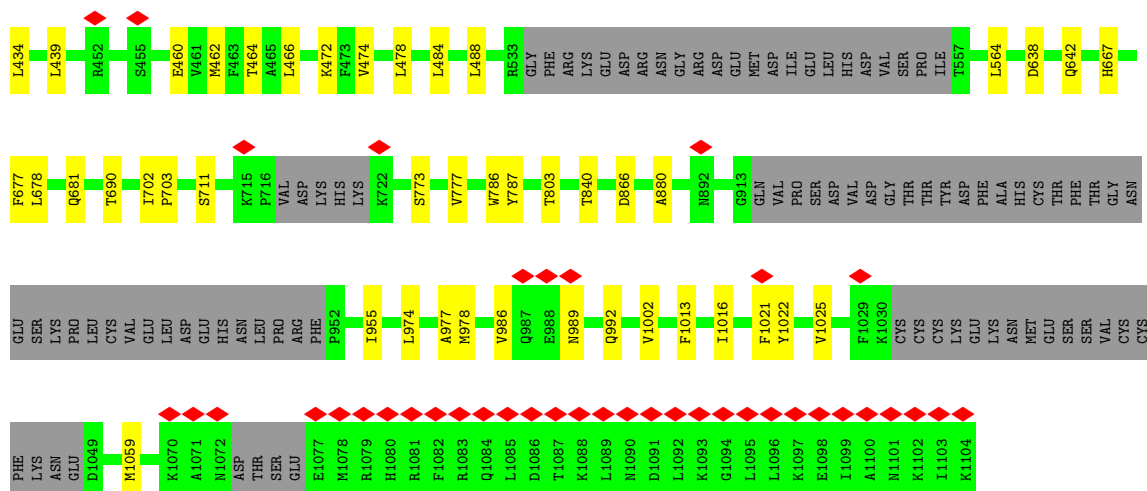 L434 L439 R452 S455 E460 V461 M462 F463 T464 A465 L466 K472 F473 V474 L478 L484 L488 R533 GLY PHE ARG LYS GLU ASP ARG ASN GLY ARG ASP GLU MET ASP ILE GLU LEU HIS ASP VAL SER PRO ILE T557 L564 D638 Q642 H667
F677 L678 Q681 T690 I702 P703 S711 K715 P716 VAL ASP LYS HIS LYS K722 S773 V777 W786 Y787 T803 T840 D866 A880 N892 G913 GLN VAL PRO SER ASP VAL ASP GLY THR THR TYR ASP PHE ALA HIS CYS THR PHE THR GLY ASN
GLU SER LYS PRO LEU CYS VAL GLU LEU ASP GLU HIS ASN LEU PRO ARG PHE P952 I955 L974 A977 M978 V986 Q987 E988 N989 Q992 V1002 F1013 I1016 F1021 Y1022 V1025 F1029 K1030 CYS CYS CYS LYS GLU LYS ASN MET GLU SER SER VAL CYS CYS
PHE LYS ASN GLU D1049 M1059 K1070 A1071 N1072 ASP THR SER GLU E1077 M1078 R1079 H1080 R1081 F1082 R1083 Q1084 L1085 D1086 T1087 K1088 L1089 N1090 D1091 L1092 K1093 G1094 L1095 L1096 K1097 E1098 I1099 A1100 N1101 K1102 I1103 K1104